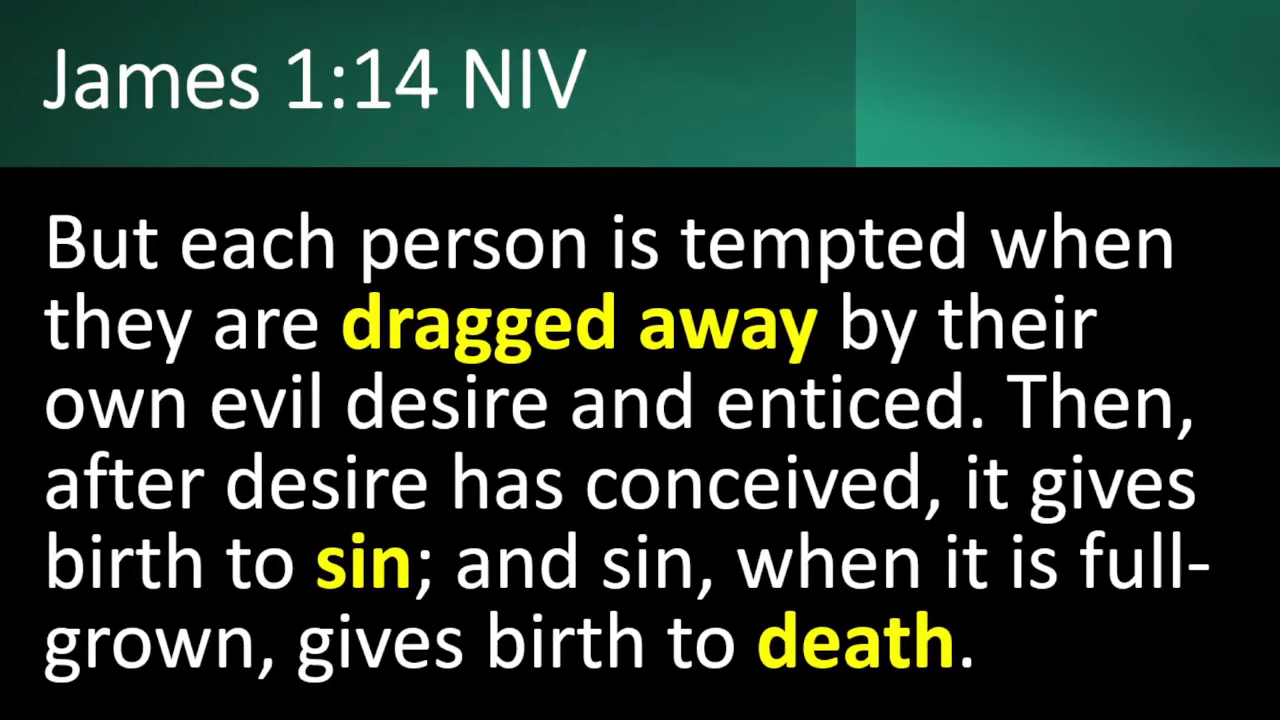 James 1:14 NIV
But each person is tempted when
they are dragged away by their
own evil desire and enticed. Then,
after desire has conceived, it gives
birth to sin; and sin, when it is full-
grown, gives birth to death.